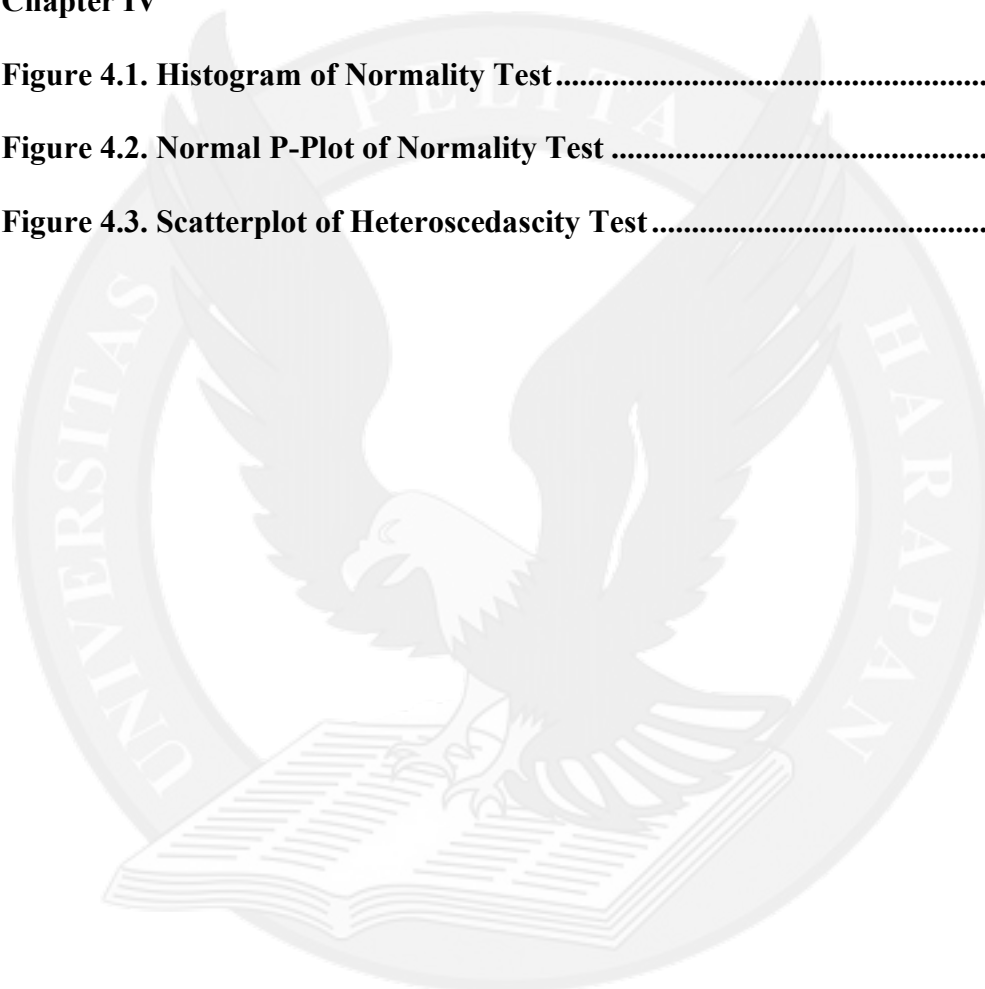 Chapter IV
Figure 4.1. Histogram of Normality Test.....................................................................
Figure 4.2. Normal P-Plot of Normality Test ............................................................
Figure 4.3. Scatterplot of Heteroscedascity Test......................................................
UNIVERSITAS PELITA HARAPAN